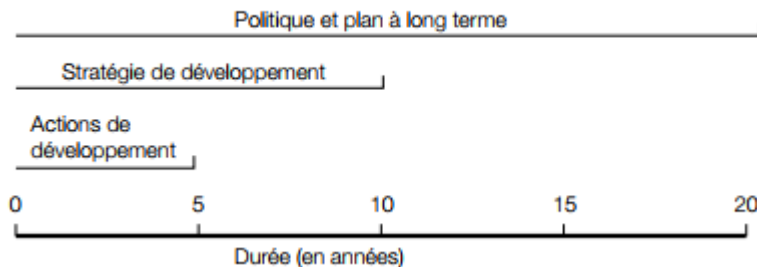 Politique et plan à long terme
Stratégie de développement
Actions de
développement
0 5 10 15 20
Durée (en années)